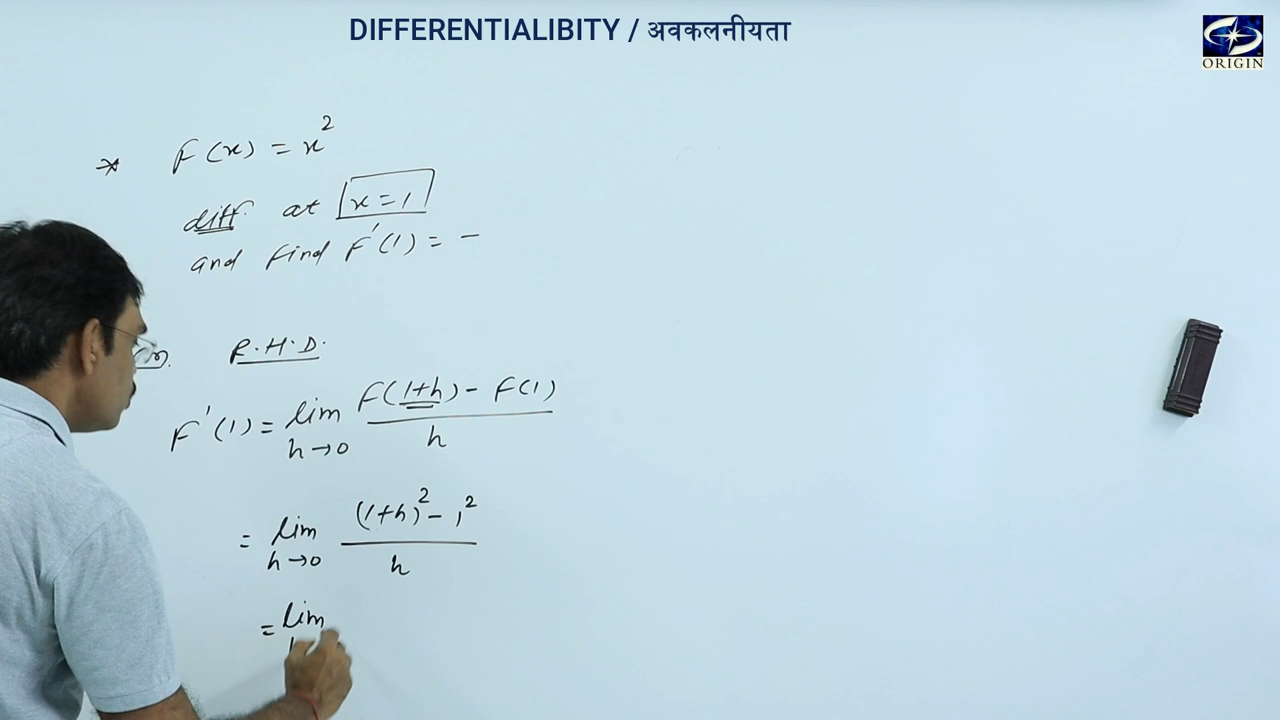 DIFFERENTIALIBITY / अवकलनीयता
ORIGIN
* F(x) = x²
diff. at x = 1
and find F'(1) = -
R.H.D.
F'(1) = lim h→0 F(1+h) - F(1) / h
= lim h→0 (1+h)² - 1² / h
= lim